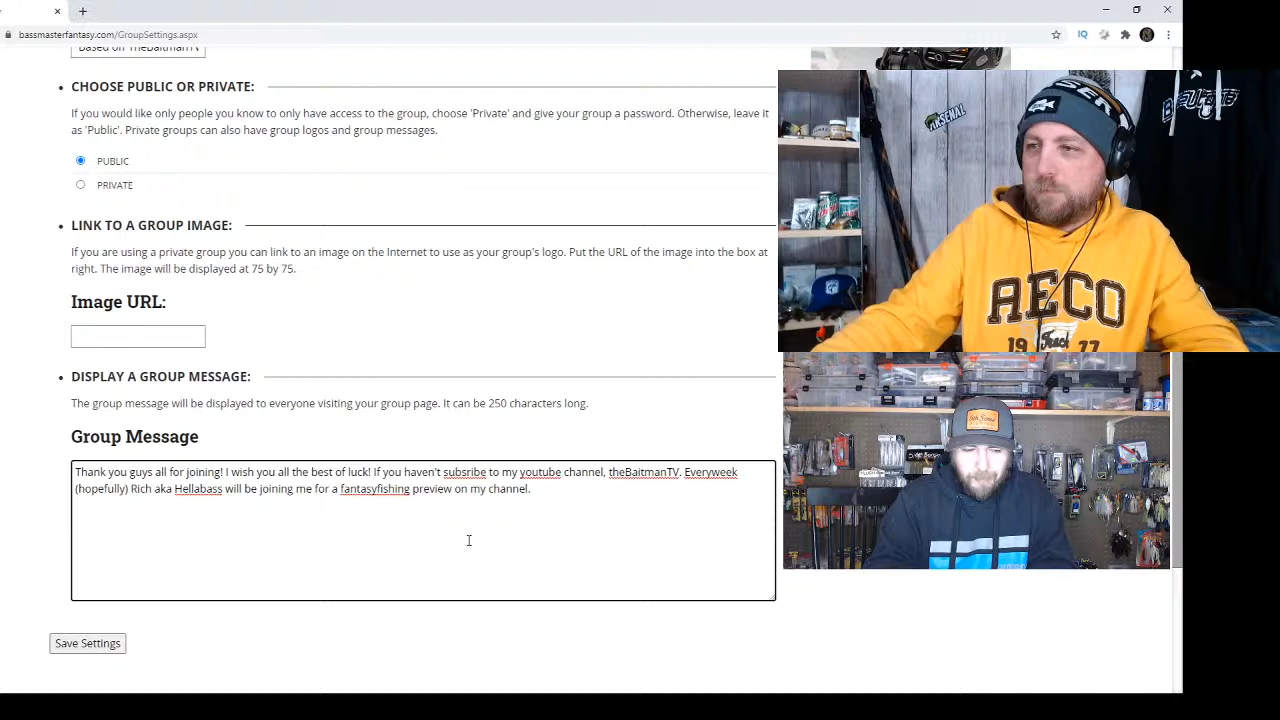 bassmasterfantasy.com/GroupSettings.aspx
IQ
Based on TheBaitmanTV
CHOOSE PUBLIC OR PRIVATE:
If you would like only people you know to only have access to the group, choose 'Private' and give your group a password. Otherwise, leave it
as 'Public'. Private groups can also have group logos and group messages.
PUBLIC
PRIVATE
LINK TO A GROUP IMAGE:
If you are using a private group you can link to an image on the Internet to use as your group's logo. Put the URL of the image into the box at
right. The image will be displayed at 75 by 75.
Image URL:
DISPLAY A GROUP MESSAGE:
The group message will be displayed to everyone visiting your group page. It can be 250 characters long.
Group Message
Thank you guys all for joining! I wish you all the best of luck! If you haven't subsribe to my youtube channel, theBaitmanTV. Everyweek
(hopefully) Rich aka Hellabass will be joining me for a fantasyfishing preview on my channel.
Save Settings
ARSENAL
AECO
19 77